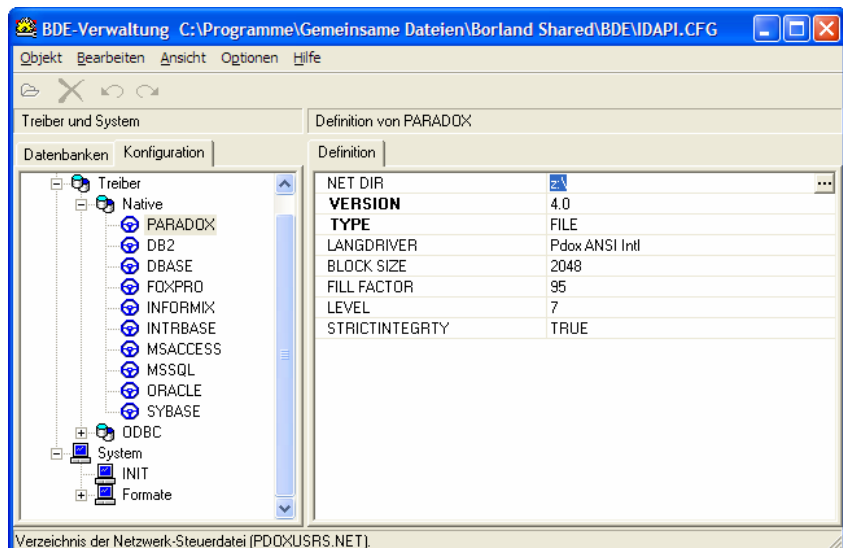 BDE-Verwaltung C:\Programme\Gemeinsame Dateien\Borland Shared\BDE\IDAPI.CFG
Objekt Bearbeiten Ansicht Optionen Hilfe
Treiber und System
Definition von PARADOX
Datenbanken Konfiguration
Definition
Treiber
Native
PARADOX
DB2
DBASE
FOXPRO
INFORMIX
INTRBASE
MSACCESS
MSSQL
ORACLE
SYBASE
ODBC
System
INIT
Formate
NET DIR z:\
VERSION 4.0
TYPE FILE
LANGDRIVER Pdox ANSI Intl
BLOCK SIZE 2048
FILL FACTOR 95
LEVEL 7
STRICTINTEGRTY TRUE
Verzeichnis der Netzwerk-Steuerdatei (PDOXUSRS.NET).